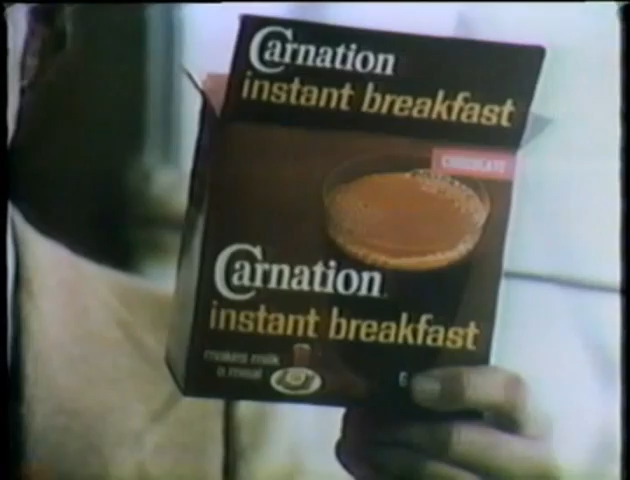 Carnation
instant breakfast
CHOCOLATE
Carnation
instant breakfast
makes milk
a meal